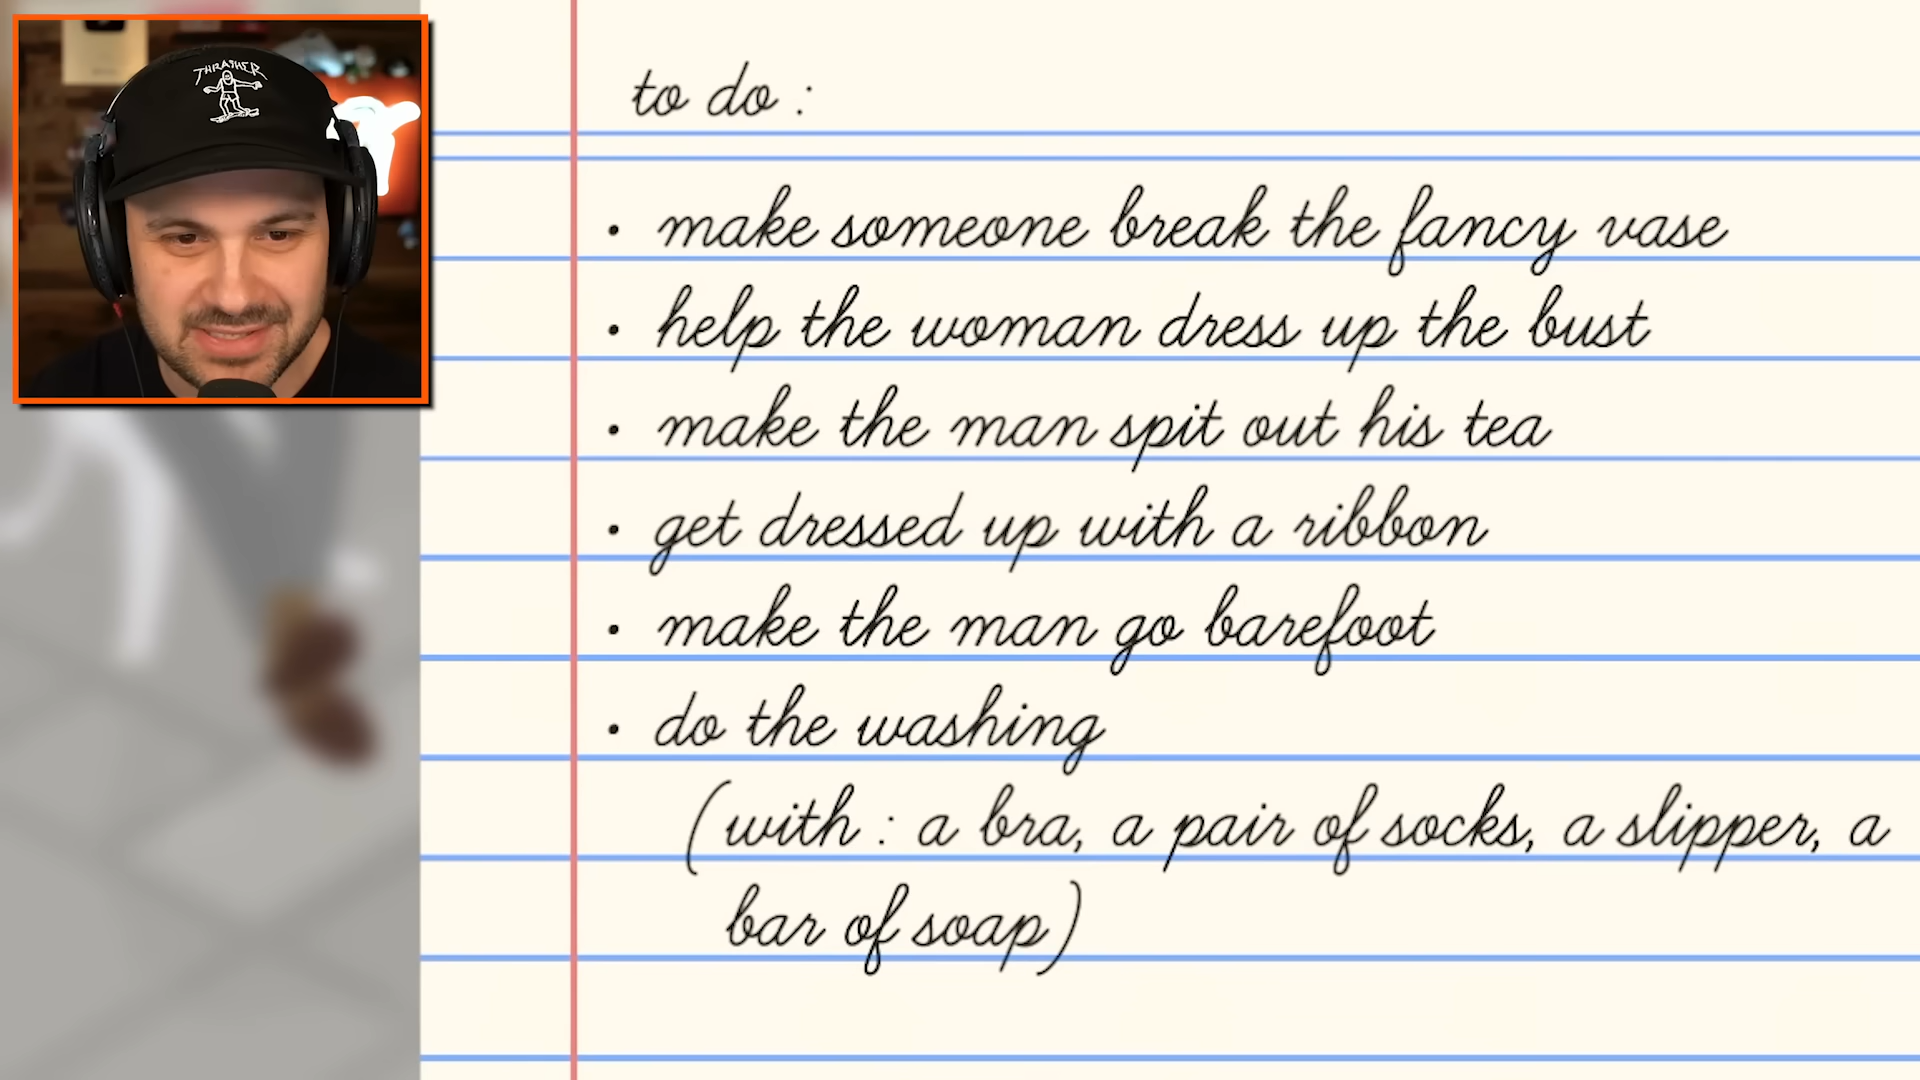 THRASHER
to do :
• make someone break the fancy vase
• help the woman dress up the bust
• make the man spit out his tea
• get dressed up with a ribbon
• make the man go barefoot
• do the washing
(with : a bra, a pair of socks, a slipper, a
bar of soap)